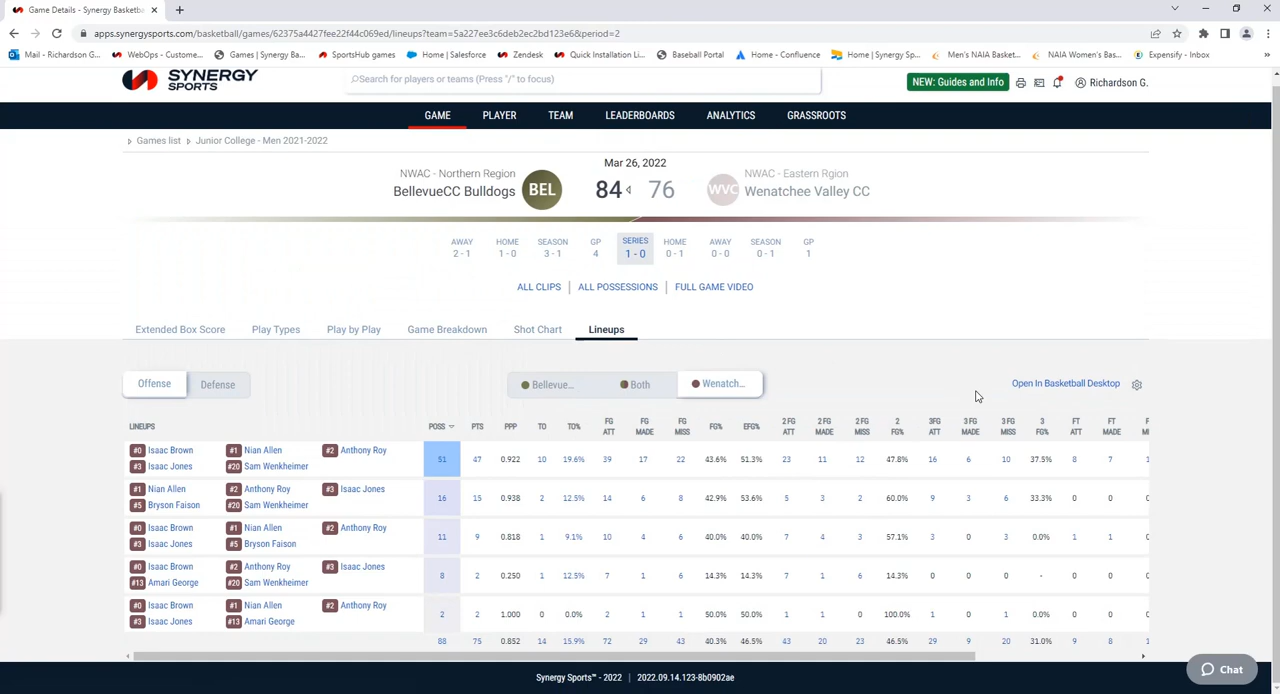 Game Details - Synergy Basketba
apps.synergysports.com/basketball/games/62375a4427fee22f44c069ed/lineups?team=5a227ee3c6deb2ec2bd123e6&period=2
Mail - Richardson G... WebOps - Custome... Games | Synergy Ba... SportsHub games Home | Salesforce Zendesk Quick Installation Li... Baseball Portal Home - Confluence Home | Synergy Sp... Men's NAIA Basket... NAIA Women's Bas... Expensify - Inbox »
SYNERGY SPORTS
Search for players or teams (Press "/" to focus)
NEW: Guides and Info
Richardson G.
GAME PLAYER TEAM LEADERBOARDS ANALYTICS GRASSROOTS
Games list Junior College - Men 2021-2022
Mar 26, 2022
NWAC - Northern Region
BellevueCC Bulldogs BEL 84 76 WVC
NWAC - Eastern Rgion
Wenatchee Valley CC
AWAY HOME SEASON GP SERIES HOME AWAY SEASON GP
2 - 1 1 - 0 3 - 1 4 1 - 0 0 - 1 0 - 0 0 - 1 1
ALL CLIPS | ALL POSSESSIONS | FULL GAME VIDEO
Extended Box Score Play Types Play by Play Game Breakdown Shot Chart Lineups
Offense Defense Bellevue... Both Wenatch... Open In Basketball Desktop
LINEUPS POSS PTS PPP TO TO% FG ATT FG MADE FG MISS FG% EFG% 2 FG ATT 2 FG MADE 2 FG MISS 2 FG% 3FG ATT 3 FG MADE 3 FG MISS 3 FG% FT ATT FT MADE
#0 Isaac Brown #1 Nian Allen #2 Anthony Roy
#3 Isaac Jones #20 Sam Wenkheimer
51 47 0.922 10 19.6% 39 17 22 43.6% 51.3% 23 11 12 47.8% 16 6 10 37.5% 8 7
#1 Nian Allen #2 Anthony Roy #3 Isaac Jones
#5 Bryson Faison #20 Sam Wenkheimer
16 15 0.938 2 12.5% 14 6 8 42.9% 53.6% 5 3 2 60.0% 9 3 6 33.3% 0 0
#0 Isaac Brown #1 Nian Allen #2 Anthony Roy
#3 Isaac Jones #5 Bryson Faison
11 9 0.818 1 9.1% 10 4 6 40.0% 40.0% 7 4 3 57.1% 3 0 3 0.0% 1 1
#0 Isaac Brown #2 Anthony Roy #3 Isaac Jones
#13 Amari George #20 Sam Wenkheimer
8 2 0.250 1 12.5% 7 1 6 14.3% 14.3% 7 1 6 14.3% 0 0 0 - 0 0
#0 Isaac Brown #1 Nian Allen #2 Anthony Roy
#3 Isaac Jones #13 Amari George
2 2 1.000 0 0.0% 2 1 1 50.0% 50.0% 1 1 0 100.0% 1 0 1 0.0% 0 0
88 75 0.852 14 15.9% 72 29 43 40.3% 46.5% 43 20 23 46.5% 29 9 20 31.0% 9 8
Synergy Sports™ - 2022 | 2022.09.14.123-8b0902ae
Chat